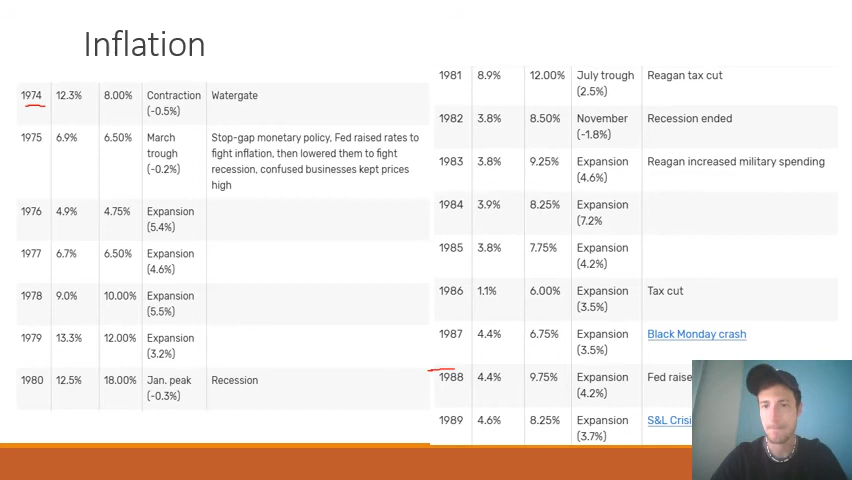 Inflation
1974 12.3% 8.00% Contraction Watergate
(-0.5%)
1975 6.9% 6.50% March Stop-gap monetary policy, Fed raised rates to
trough fight inflation, then lowered them to fight
(-0.2%) recession, confused businesses kept prices
high
1976 4.9% 4.75% Expansion
(5.4%)
1977 6.7% 6.50% Expansion
(4.6%)
1978 9.0% 10.00% Expansion
(5.5%)
1979 13.3% 12.00% Expansion
(3.2%)
1980 12.5% 18.00% Jan. peak Recession
(-0.3%)
1981 8.9% 12.00% July trough Reagan tax cut
(2.5%)
1982 3.8% 8.50% November Recession ended
(-1.8%)
1983 3.8% 9.25% Expansion Reagan increased military spending
(4.6%)
1984 3.9% 8.25% Expansion
(7.2%
1985 3.8% 7.75% Expansion
(4.2%)
1986 1.1% 6.00% Expansion Tax cut
(3.5%)
1987 4.4% 6.75% Expansion Black Monday crash
(3.5%)
1988 4.4% 9.75% Expansion Fed raise
(4.2%)
1989 4.6% 8.25% Expansion S&L Crisi
(3.7%)